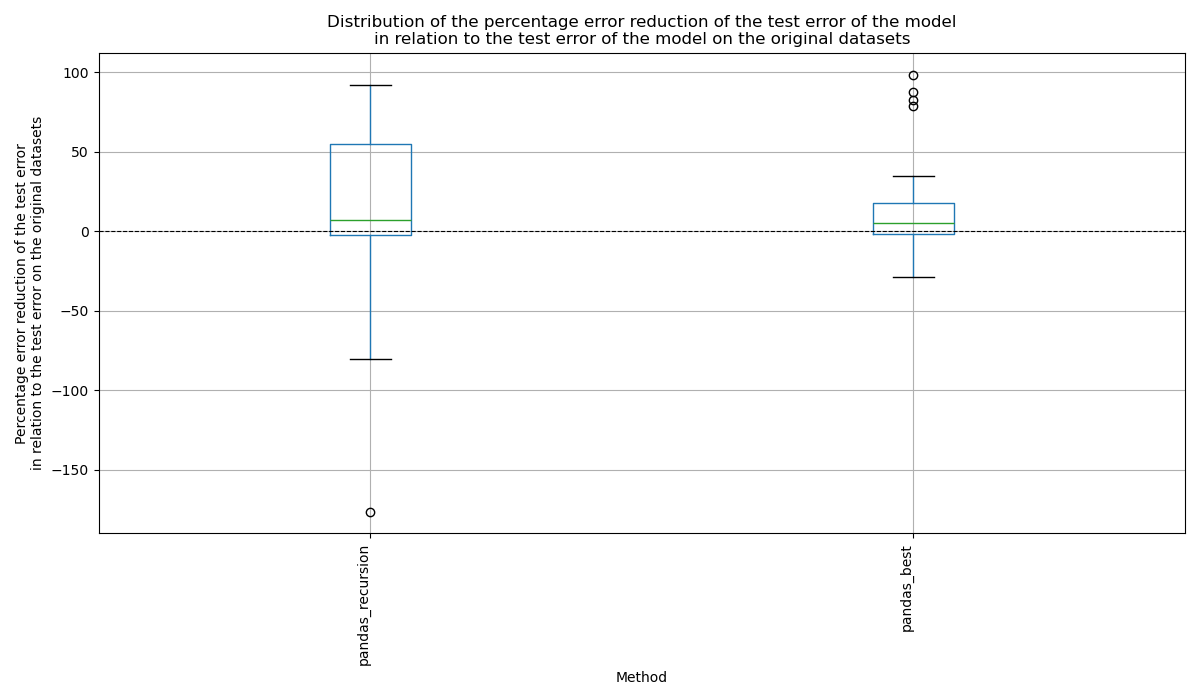 Distribution of the percentage error reduction of the test error of the model
in relation to the test error of the model on the original datasets
Percentage error reduction of the test error
in relation to the test error on the original datasets
100
50
0
−50
−100
−150
pandas_recursion
pandas_best
Method